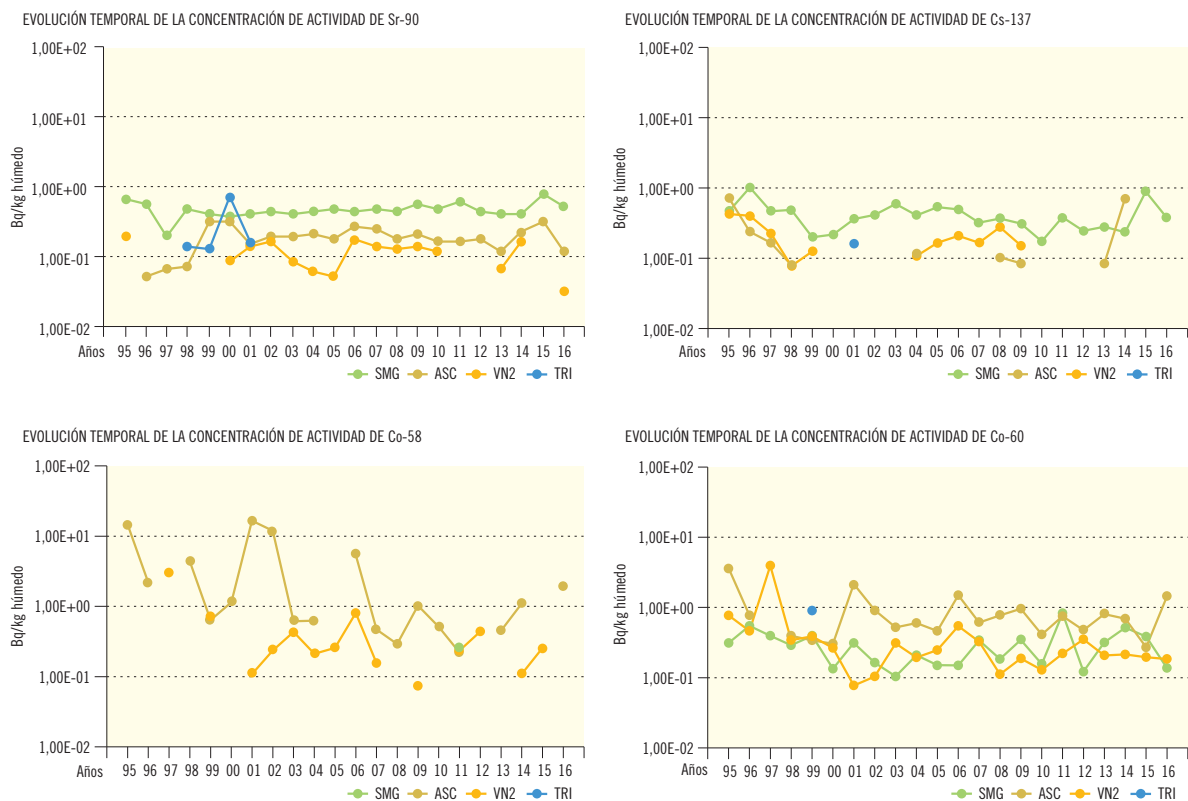 EVOLUCIÓN TEMPORAL DE LA CONCENTRACIÓN DE ACTIVIDAD DE Sr-90
1,00E+02
1,00E+01
1,00E+00
1,00E-01
1,00E-02
Bq/kg húmedo
Años 95 96 97 98 99 00 01 02 03 04 05 06 07 08 09 10 11 12 13 14 15 16
SMG ASC VN2 TRI
EVOLUCIÓN TEMPORAL DE LA CONCENTRACIÓN DE ACTIVIDAD DE Cs-137
1,00E+02
1,00E+01
1,00E+00
1,00E-01
1,00E-02
Bq/kg húmedo
Años 95 96 97 98 99 00 01 02 03 04 05 06 07 08 09 10 11 12 13 14 15 16
SMG ASC VN2 TRI
EVOLUCIÓN TEMPORAL DE LA CONCENTRACIÓN DE ACTIVIDAD DE Co-58
1,00E+02
1,00E+01
1,00E+00
1,00E-01
1,00E-02
Bq/kg húmedo
Años 95 96 97 98 99 00 01 02 03 04 05 06 07 08 09 10 11 12 13 14 15 16
SMG ASC VN2 TRI
EVOLUCIÓN TEMPORAL DE LA CONCENTRACIÓN DE ACTIVIDAD DE Co-60
1,00E+02
1,00E+01
1,00E+00
1,00E-01
1,00E-02
Bq/kg húmedo
Años 95 96 97 98 99 00 01 02 03 04 05 06 07 08 09 10 11 12 13 14 15 16
SMG ASC VN2 TRI